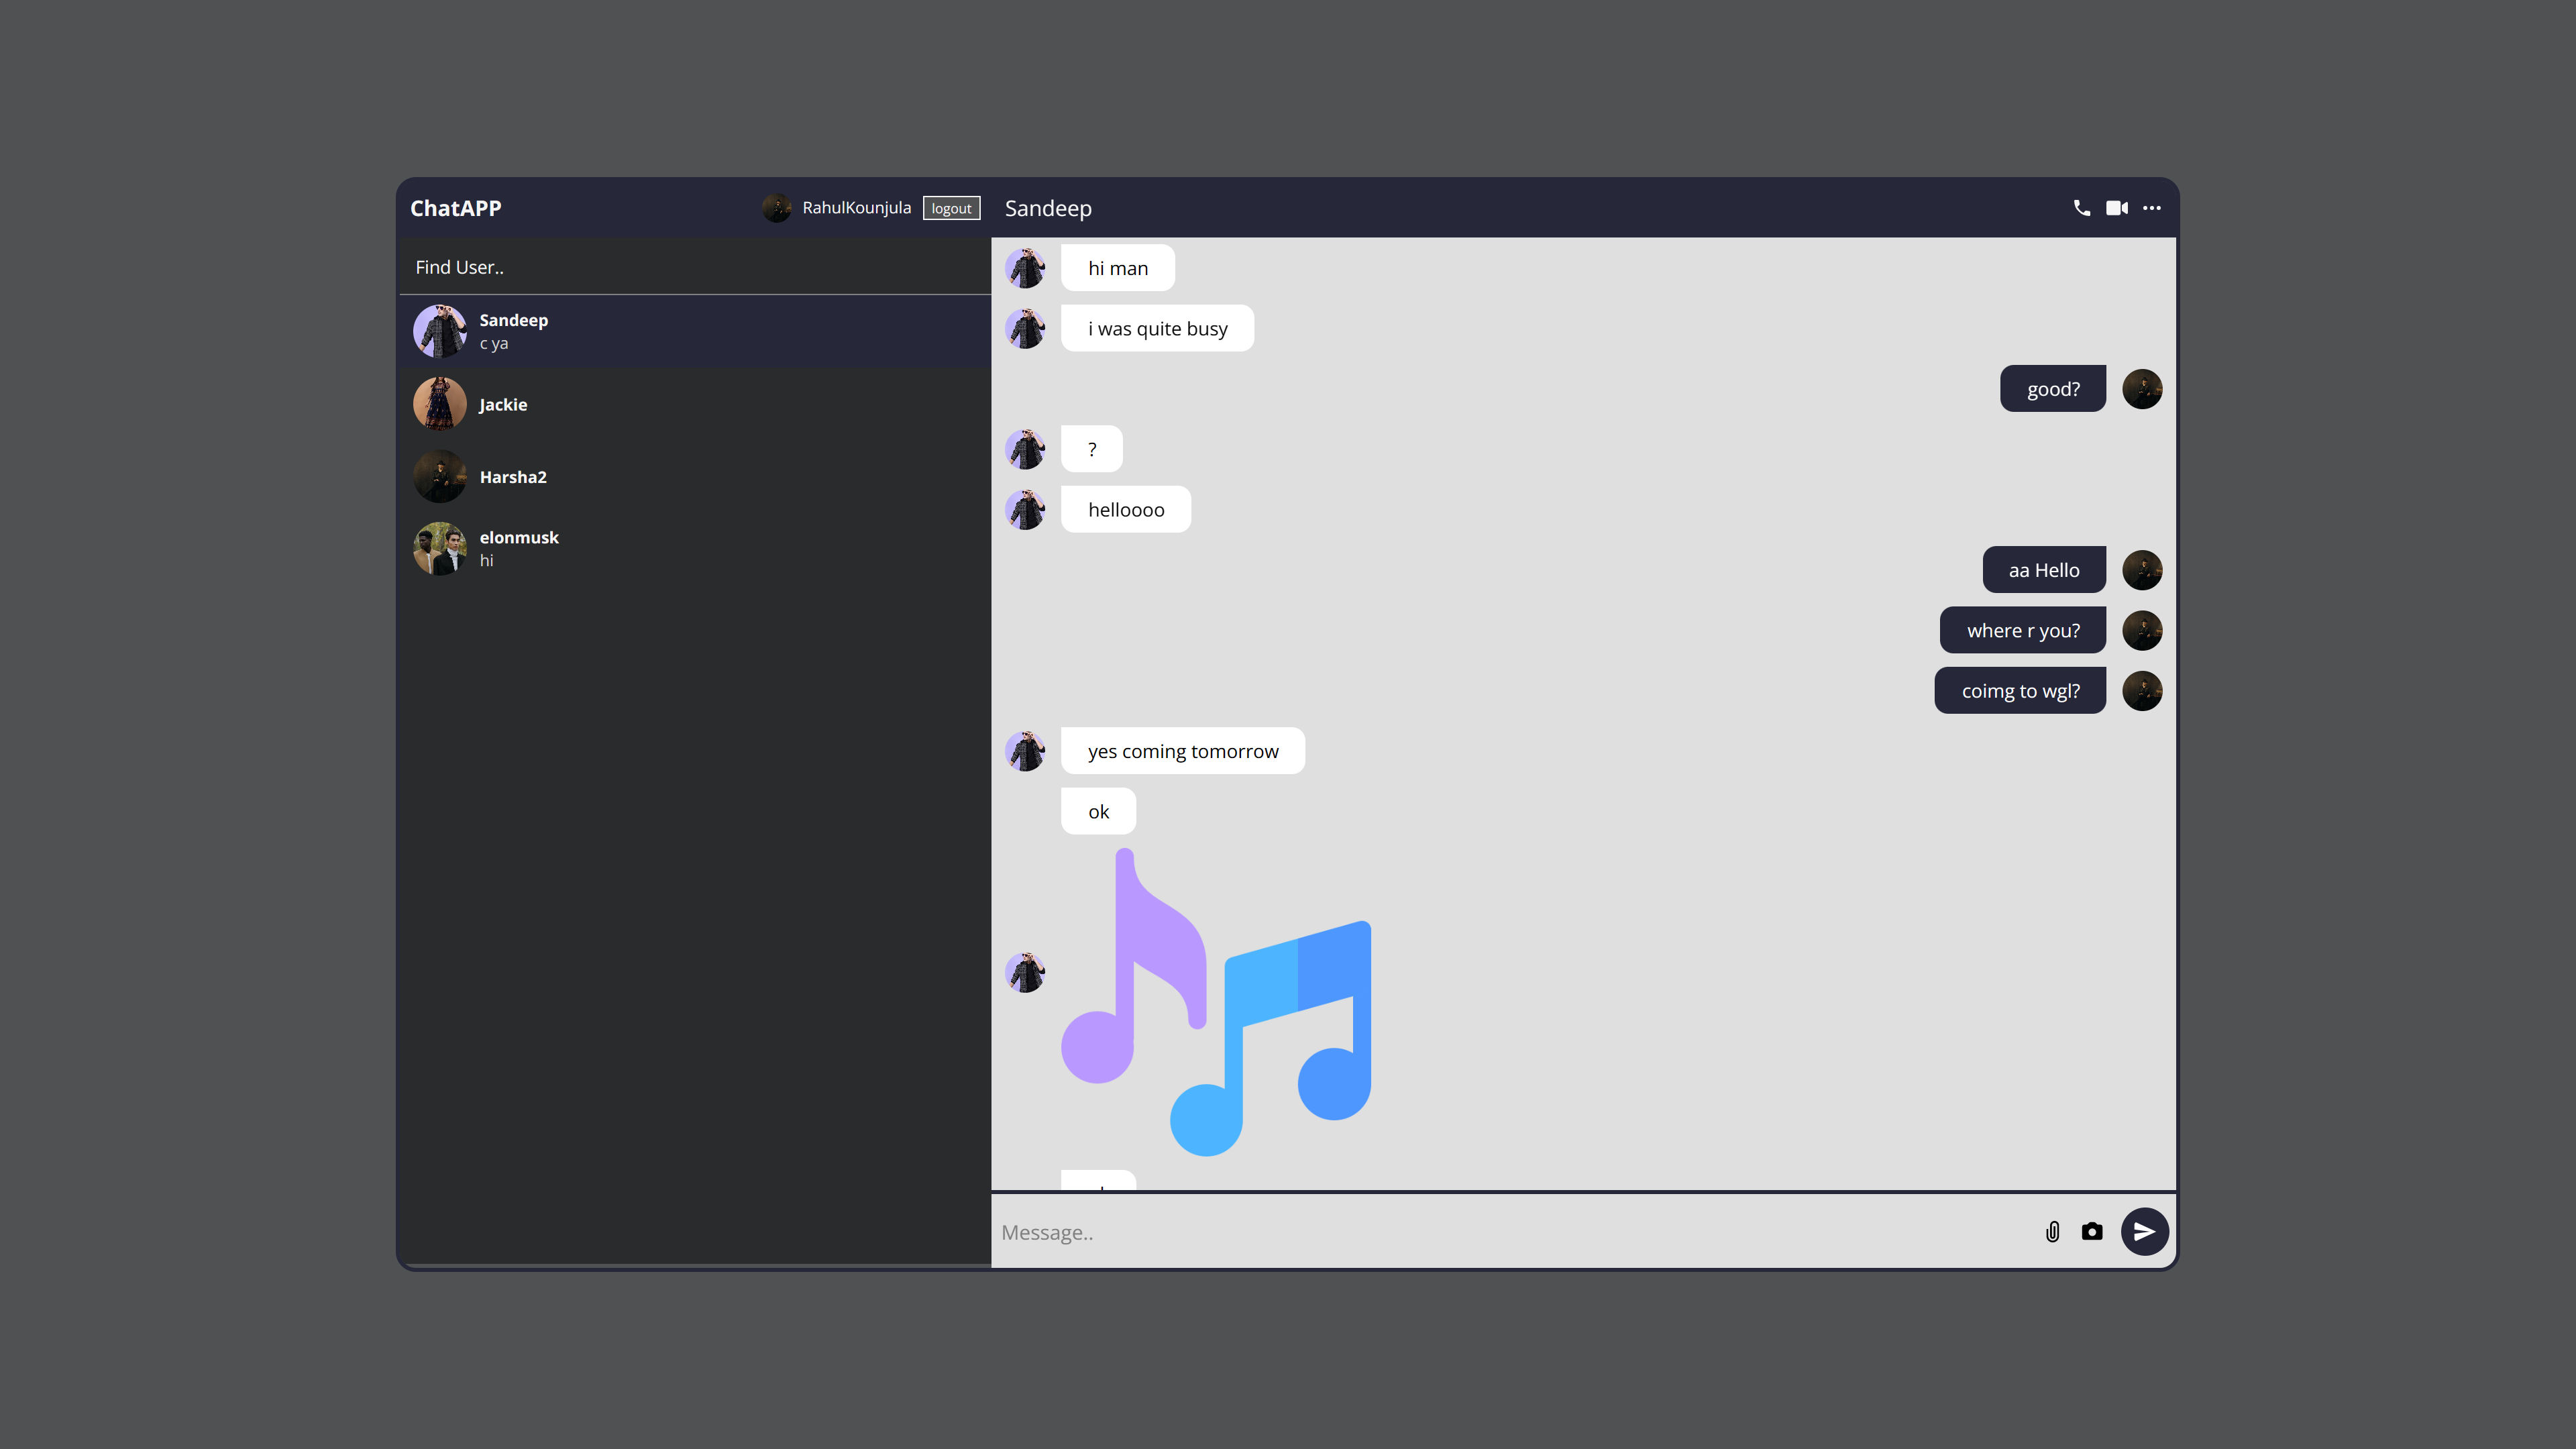 ChatAPP
RahulKounjula
logout
Find User..
Sandeep
c ya
Jackie
Harsha2
elonmusk
hi
Sandeep
hi man
i was quite busy
good?
?
helloooo
aa Hello
where r you?
coimg to wgl?
yes coming tomorrow
ok
Message..